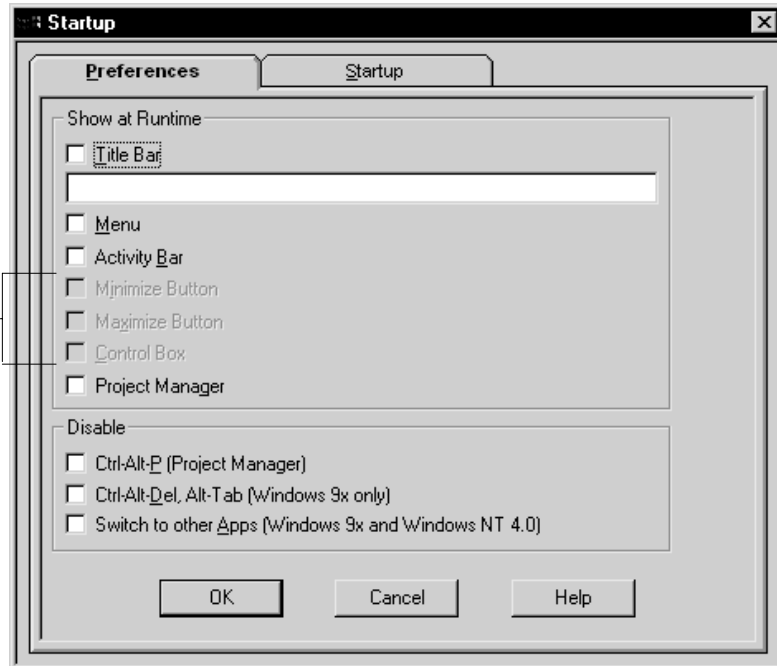 Startup
Preferences
Startup
Show at Runtime
Title Bar
Menu
Activity Bar
Minimize Button
Maximize Button
Control Box
Project Manager
Disable
Ctrl-Alt-P (Project Manager)
Ctrl-Alt-Del, Alt-Tab (Windows 9x only)
Switch to other Apps (Windows 9x and Windows NT 4.0)
OK
Cancel
Help